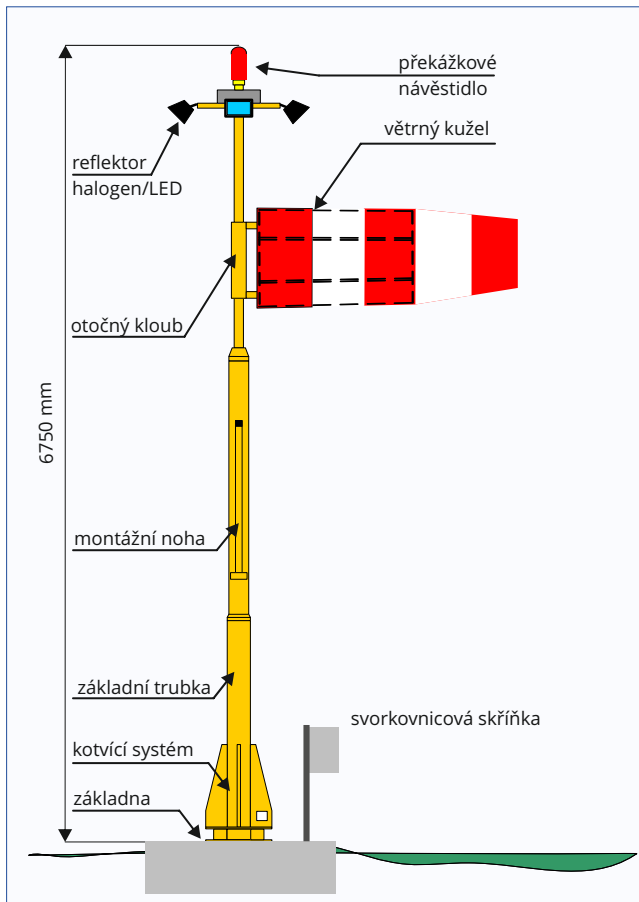 překážkové
návěstidlo
větrný kužel
reflektor
halogen/LED
otočný kloub
6750 mm
montážní noha
základní trubka
svorkovnicová skříňka
kotvící systém
základna